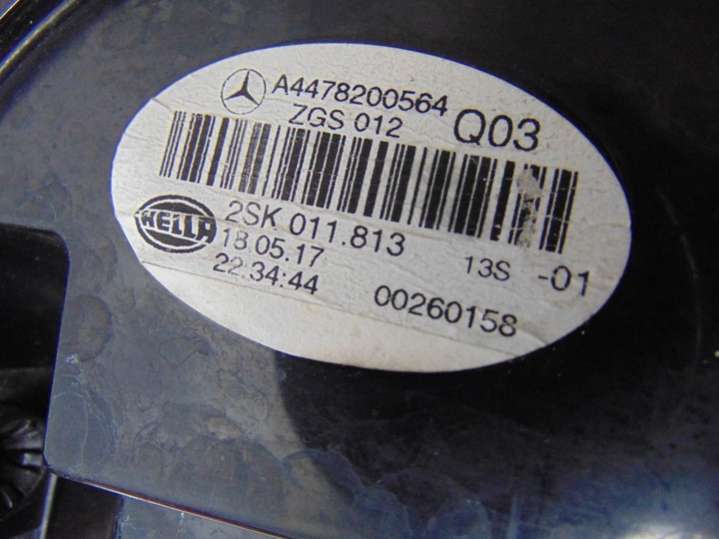 A4478200564
ZGS 012 Q03
HELLA 2SK 011.813 13S -01
18.05.17
22:34:44 00260158